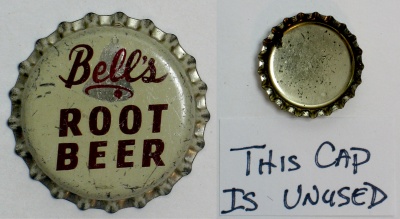 Bell's
ROOT
BEER
THIS CAP
IS UNUSED